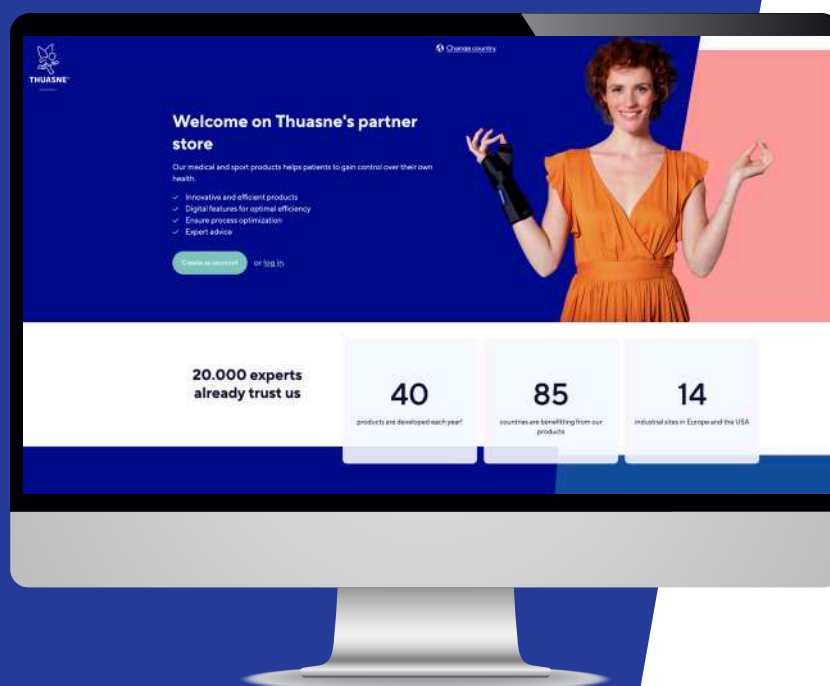 THUASNE
Change country
Welcome on Thuasne's partner
store
Our medical and sport products helps patients to gain control over their own
health.
Innovative and efficient products
Digital features for optimal efficiency
Ensure process optimization
Expert advice
Create an account
or log in.
20.000 experts
already trust us
40
products are developed each year!
85
countries are benefitting from our
products
14
industrial sites in Europe and the USA